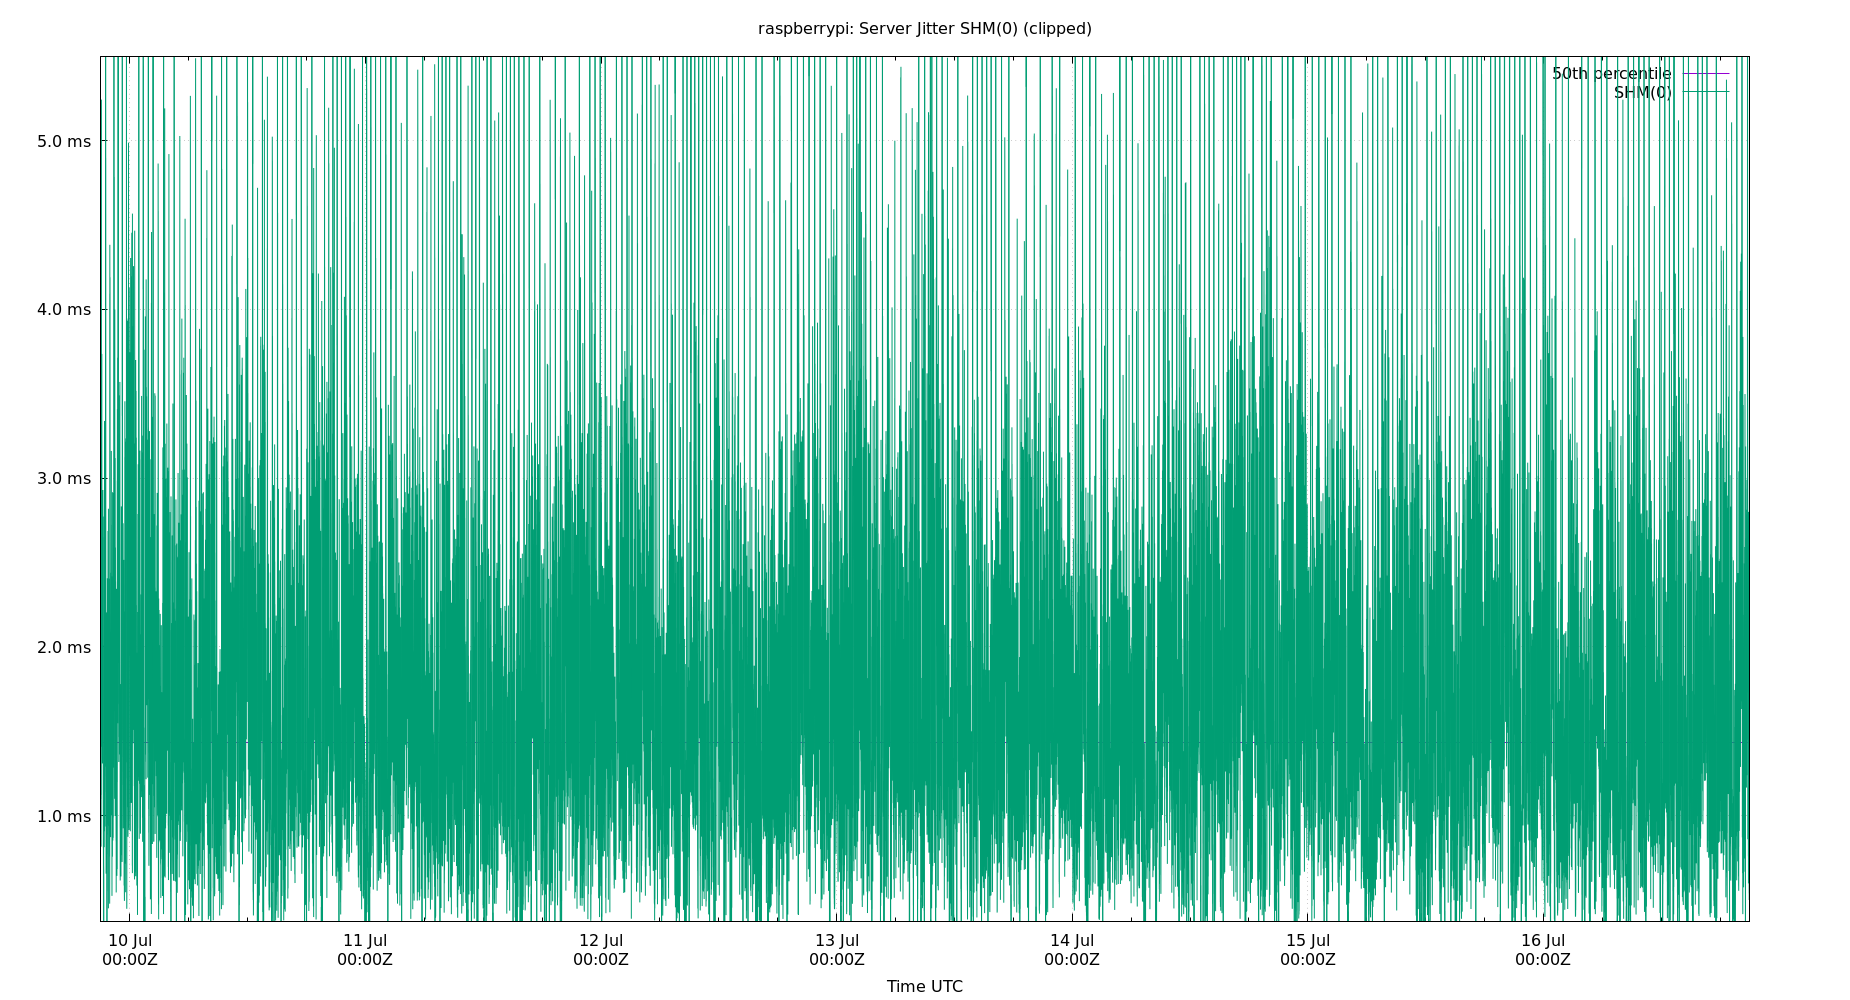 raspberrypi: Server Jitter SHM(0) (clipped)
50th percentile
SHM(0)
5.0 ms
4.0 ms
3.0 ms
2.0 ms
1.0 ms
10 Jul 11 Jul 12 Jul 13 Jul 14 Jul 15 Jul 16 Jul
00:00Z 00:00Z 00:00Z 00:00Z 00:00Z 00:00Z 00:00Z
Time UTC